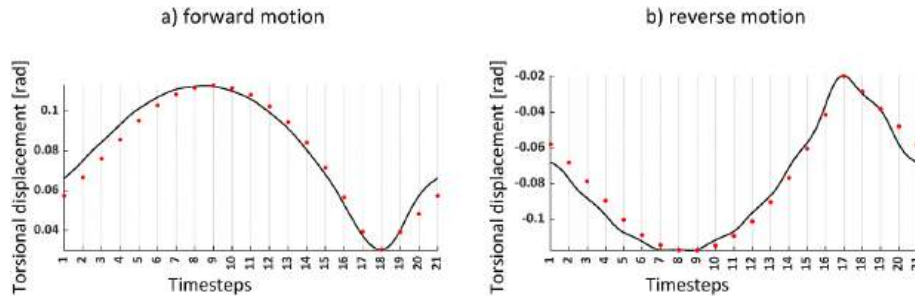 a) forward motion
b) reverse motion
Torsional displacement [rad]
0.1
0.08
0.06
0.04
1 2 3 4 5 6 7 8 9 10 11 12 13 14 15 16 17 18 19 20 21
Timesteps
Torsional displacement [rad]
-0.02
-0.04
-0.06
-0.08
-0.1
1 2 3 4 5 6 7 8 9 10 11 12 13 14 15 16 17 18 19 20
Timesteps